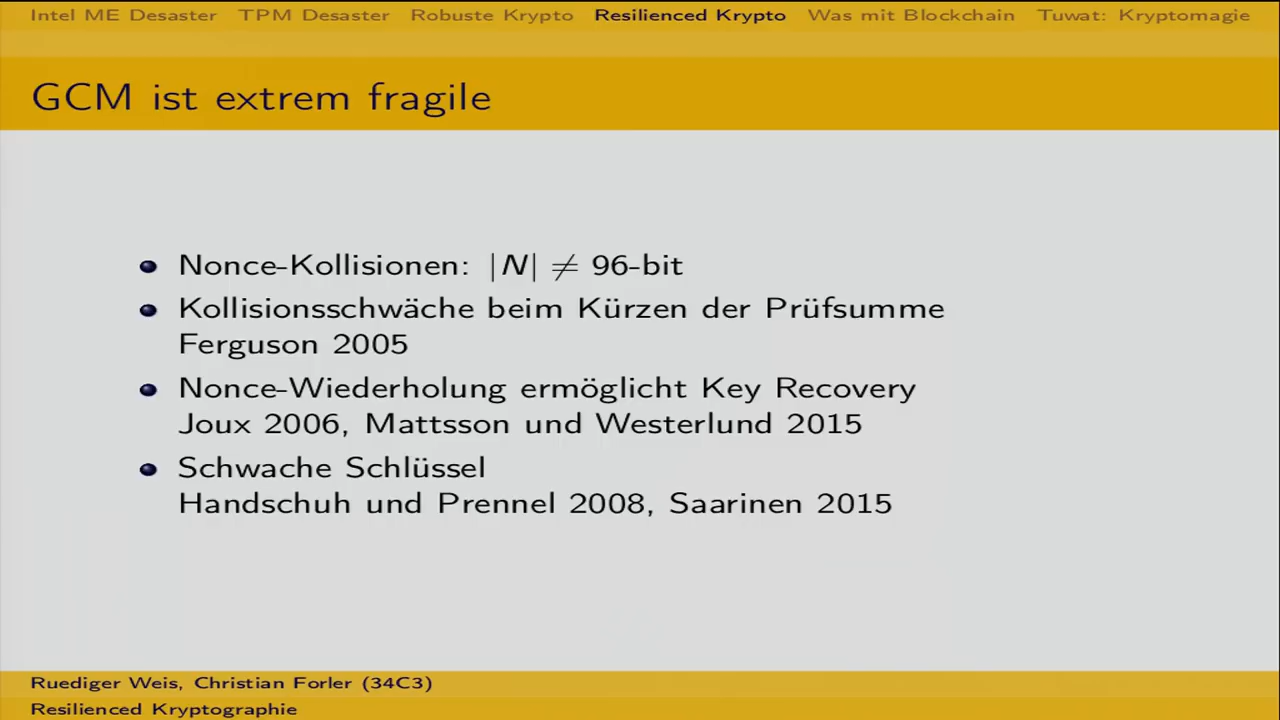 Intel ME Desaster TPM Desaster Robuste Krypto Resilienced Krypto Was mit Blockchain Tuwat: Kryptomagie
GCM ist extrem fragile
Nonce-Kollisionen: |N| ≠ 96-bit
Kollisionsschwäche beim Kürzen der Prüfsumme
Ferguson 2005
Nonce-Wiederholung ermöglicht Key Recovery
Joux 2006, Mattsson und Westerlund 2015
Schwache Schlüssel
Handschuh und Prennel 2008, Saarinen 2015
Ruediger Weis, Christian Forler (34C3)
Resilienced Kryptographie